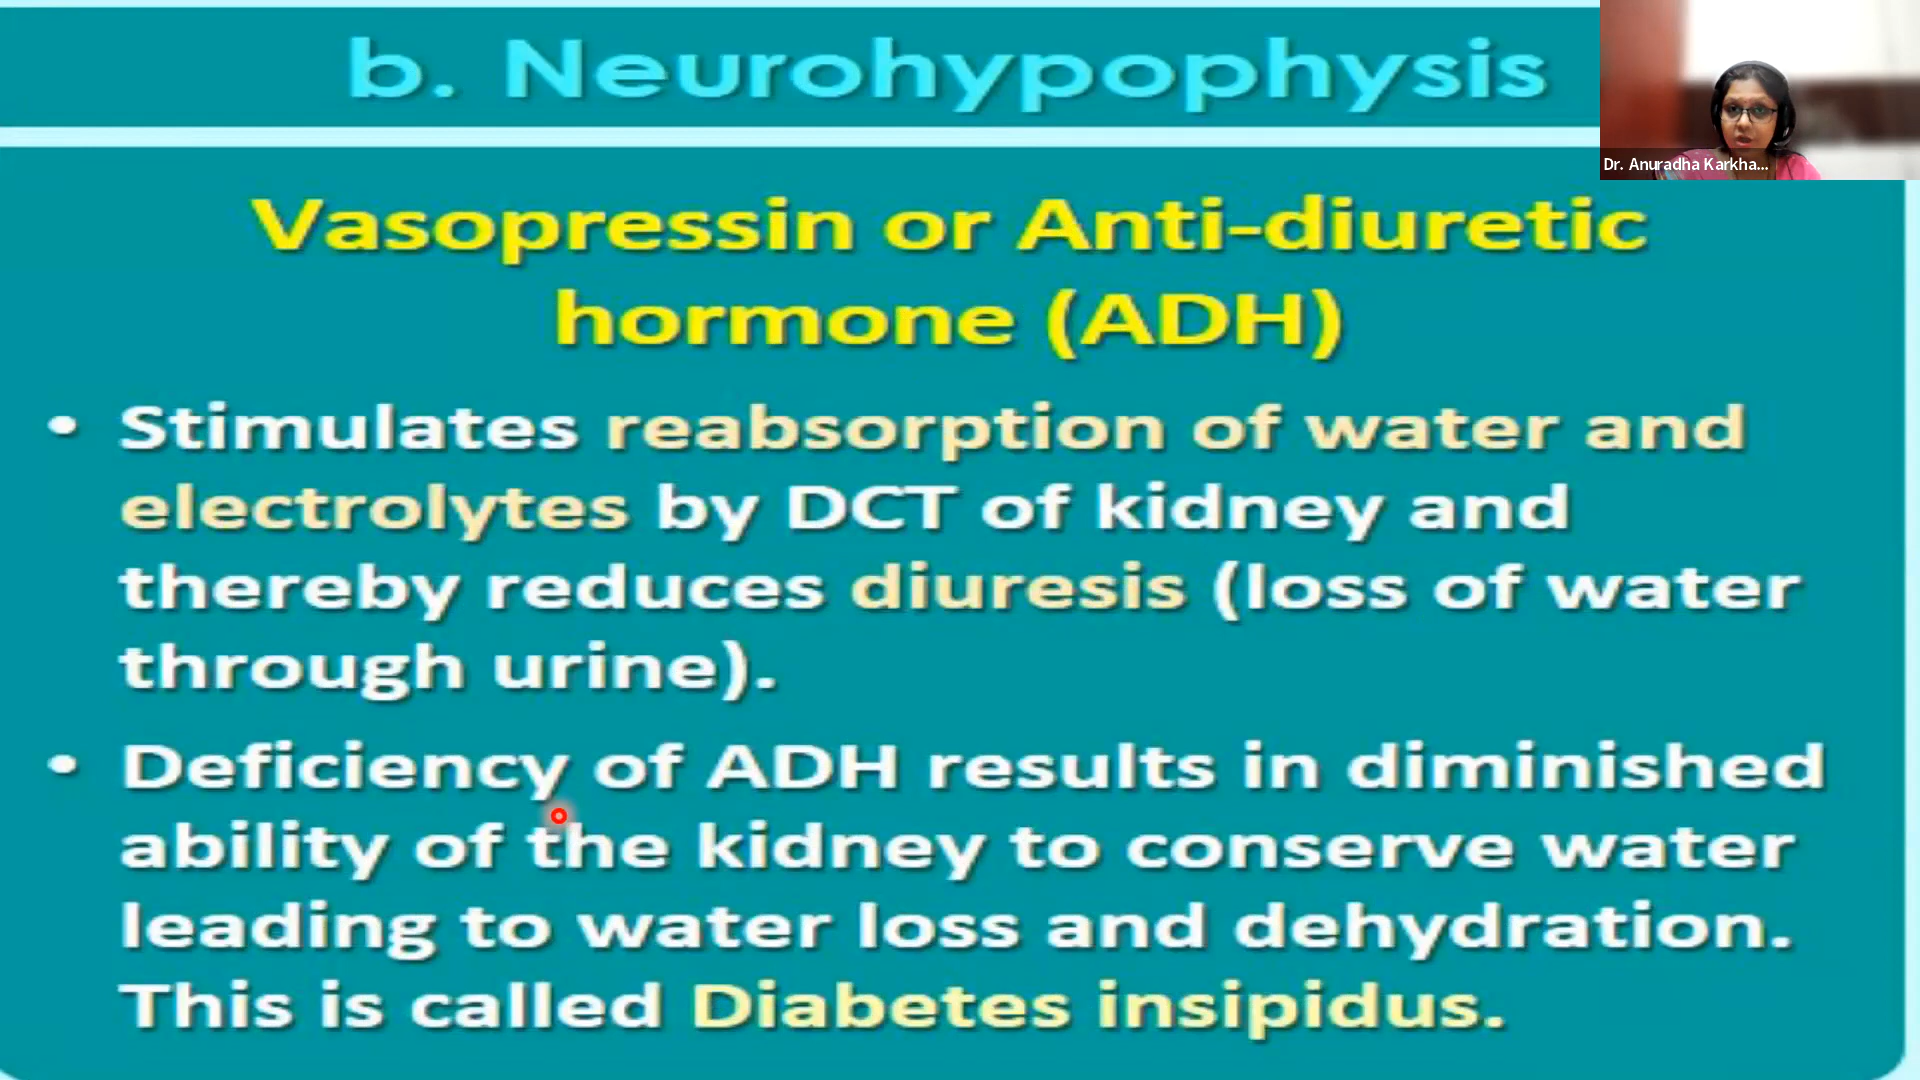 b. Neurohypophysis
Dr. Anuradha Karkha...
Vasopressin or Anti-diuretic
hormone (ADH)
• Stimulates reabsorption of water and
electrolytes by DCT of kidney and
thereby reduces diuresis (loss of water
through urine).
• Deficiency of ADH results in diminished
ability of the kidney to conserve water
leading to water loss and dehydration.
This is called Diabetes insipidus.